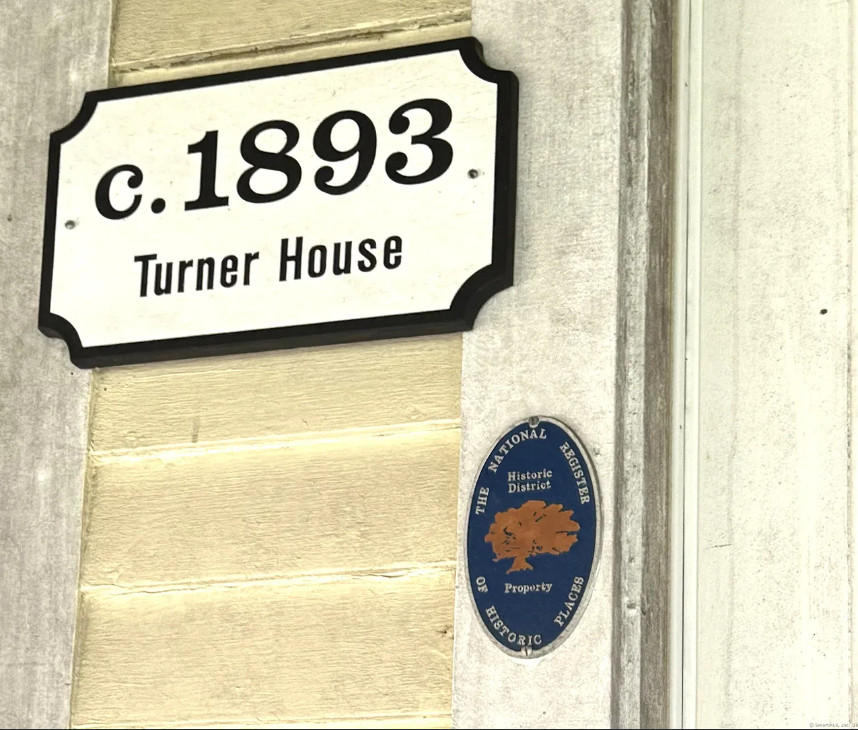 c.1893
Turner House
THE NATIONAL REGISTER
Historic
District
Property
OF HISTORIC PLACES